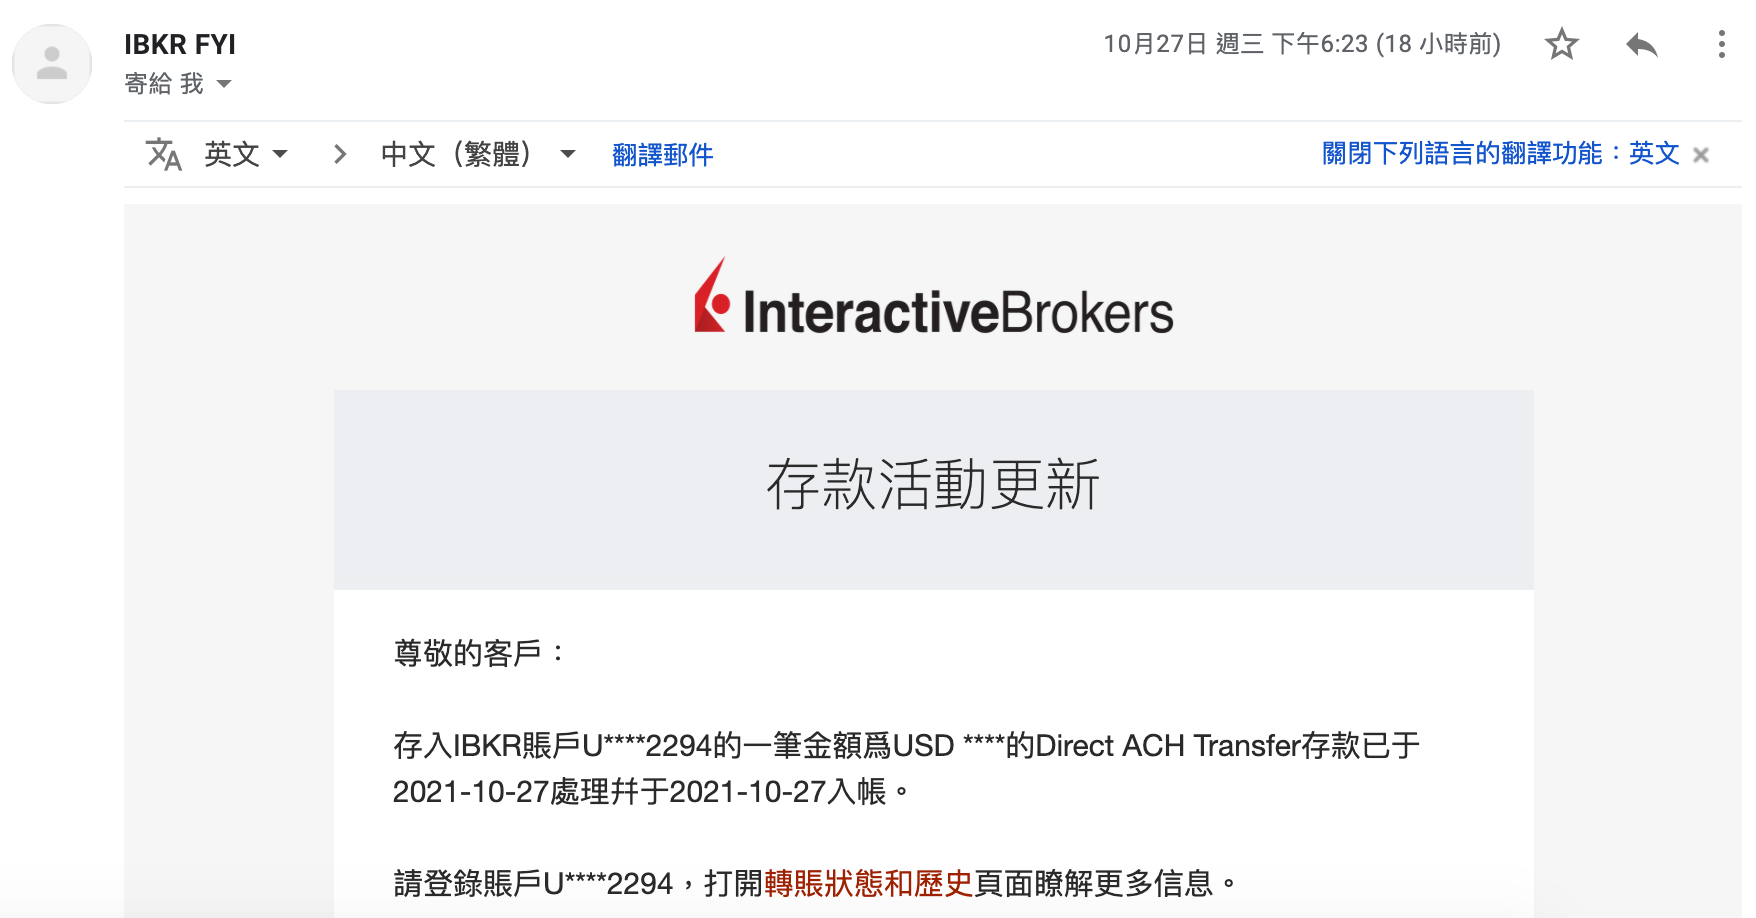 IBKR FYI
10月27日 週三 下午6:23 (18 小時前)
寄給 我
英文 > 中文（繁體） 翻譯郵件
關閉下列語言的翻譯功能：英文
InteractiveBrokers
存款活動更新
尊敬的客戶：
存入IBKR賬戶U****2294的一筆金額爲USD ****的Direct ACH Transfer存款已于
2021-10-27處理幷于2021-10-27入帳。
請登錄賬戶U****2294，打開轉賬狀態和歷史頁面瞭解更多信息。